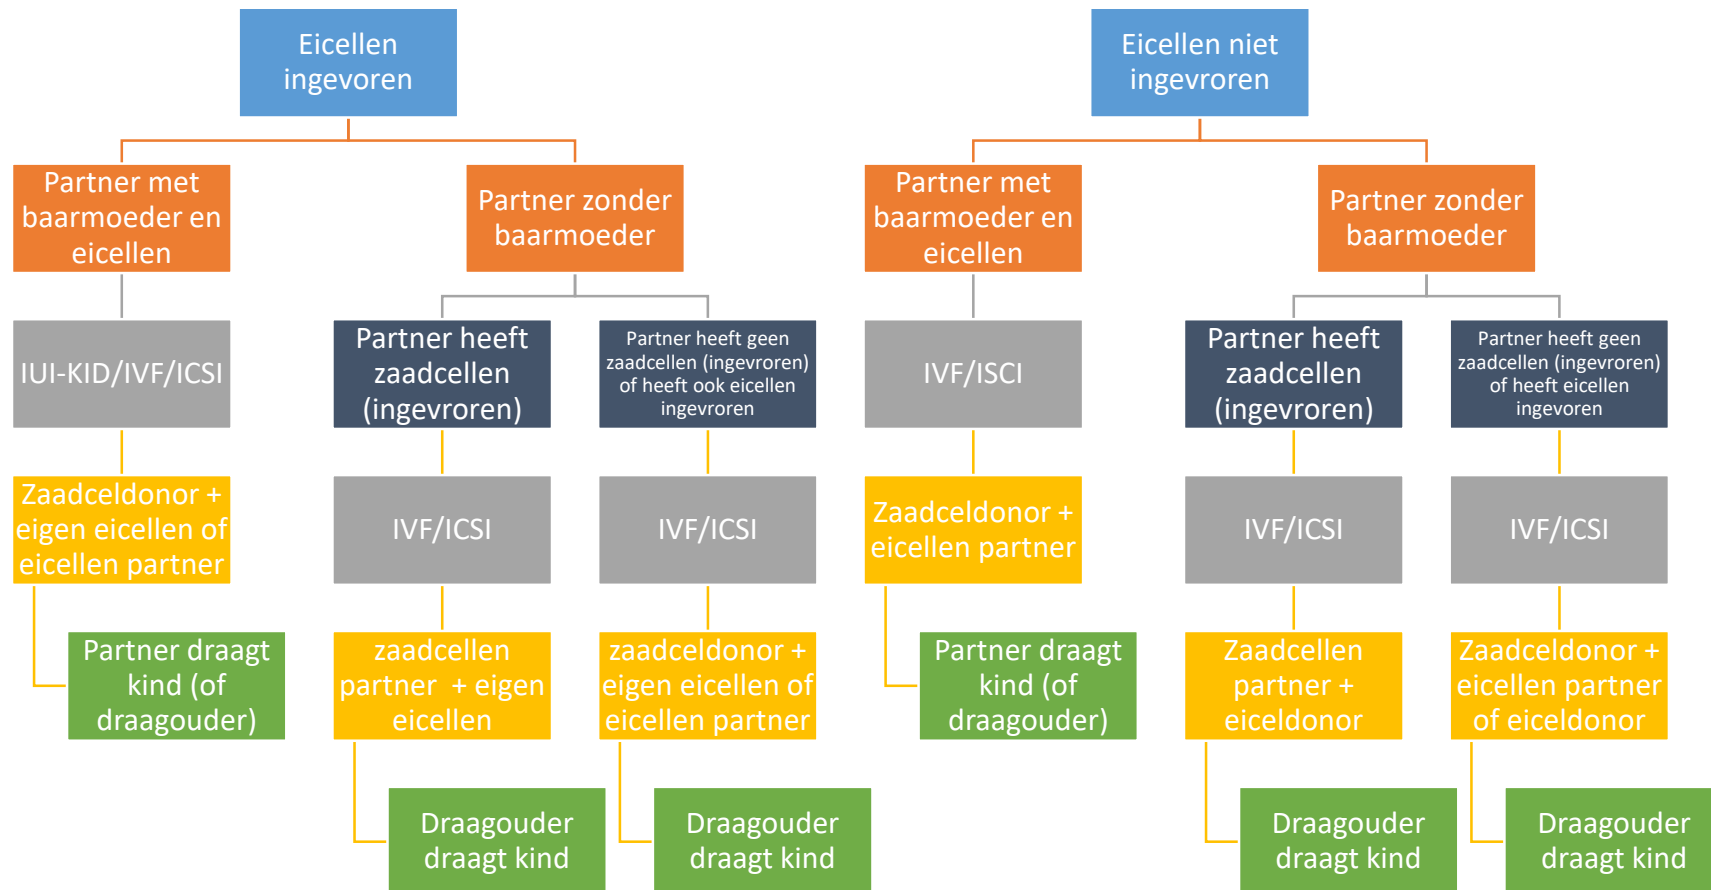 Eicellen
ingevoren
Eicellen niet
ingevroren
Partner met
baarmoeder en
eicellen
Partner zonder
baarmoeder
Partner met
baarmoeder en
eicellen
Partner zonder
baarmoeder
IUI-KID/IVF/ICSI
Partner heeft
zaadcellen
(ingevroren)
Partner heeft geen
zaadcellen (ingevroren)
of heeft ook eicellen
ingevroren
IVF/ISCI
Partner heeft
zaadcellen
(ingevroren)
Partner heeft geen
zaadcellen (ingevroren)
of heeft eicellen
ingevoren
Zaadceldonor +
eigen eicellen of
eicellen partner
IVF/ICSI
IVF/ICSI
Zaadceldonor +
eicellen partner
IVF/ICSI
IVF/ICSI
Partner draagt
kind (of
draagouder)
zaadcellen
partner + eigen
eicellen
zaadceldonor +
eigen eicellen of
eicellen partner
Partner draagt
kind (of
draagouder)
Zaadcellen
partner +
eiceldonor
Zaadceldonor +
eicellen partner
of eiceldonor
Draagouder
draagt kind
Draagouder
draagt kind
Draagouder
draagt kind
Draagouder
draagt kind